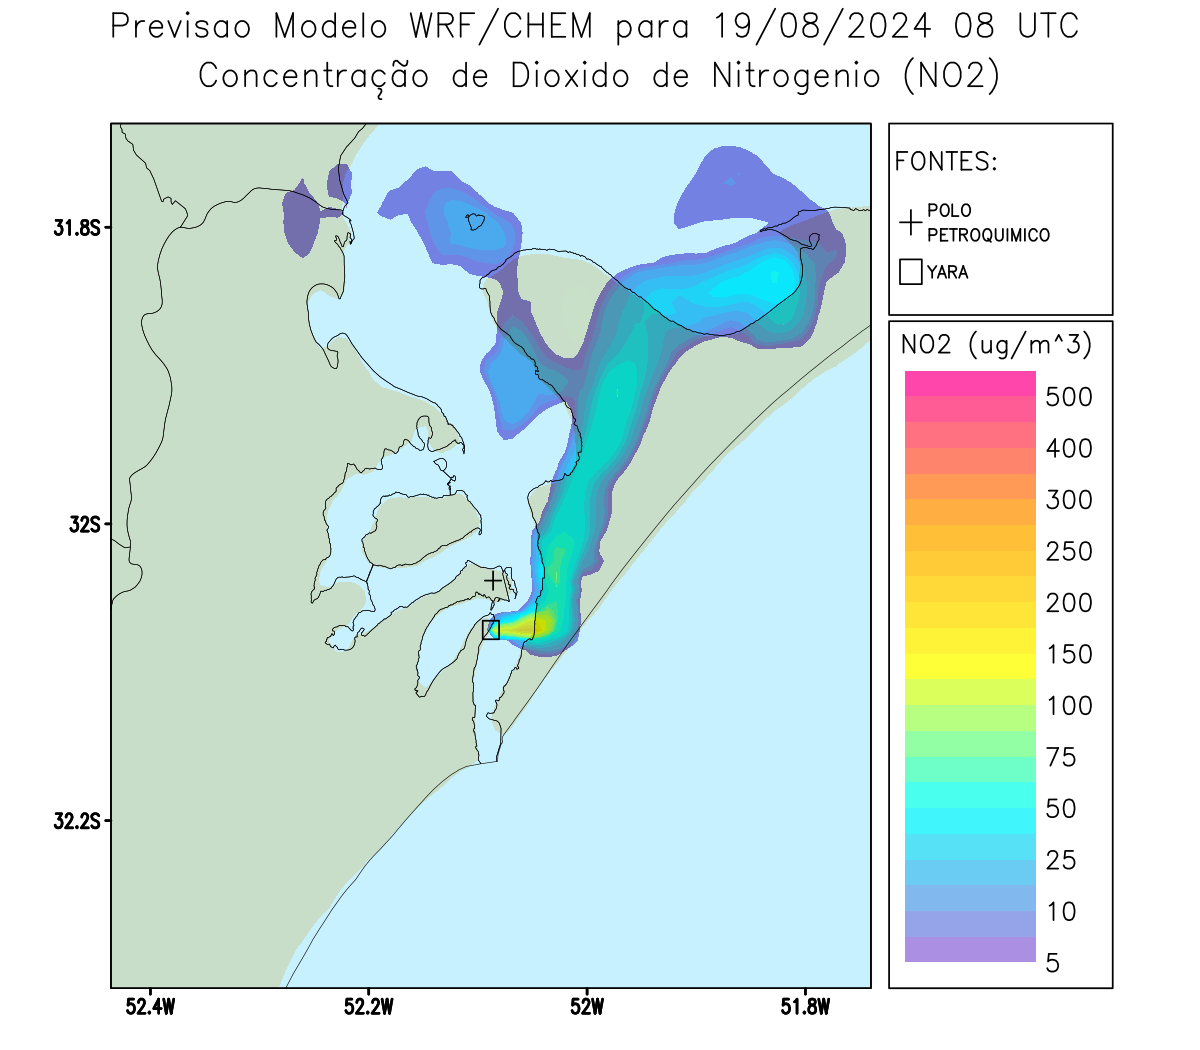 Previsao Modelo WRF/CHEM para 19/08/2024 08 UTC
Concentração de Dioxido de Nitrogenio (NO2)
FONTES:
POLO
PETROQUIMICO
YARA
NO2 (ug/m^3)
500
400
300
250
200
150
100
75
50
25
10
5
31.8S
32S
32.2S
52.4W
52.2W
52W
51.8W